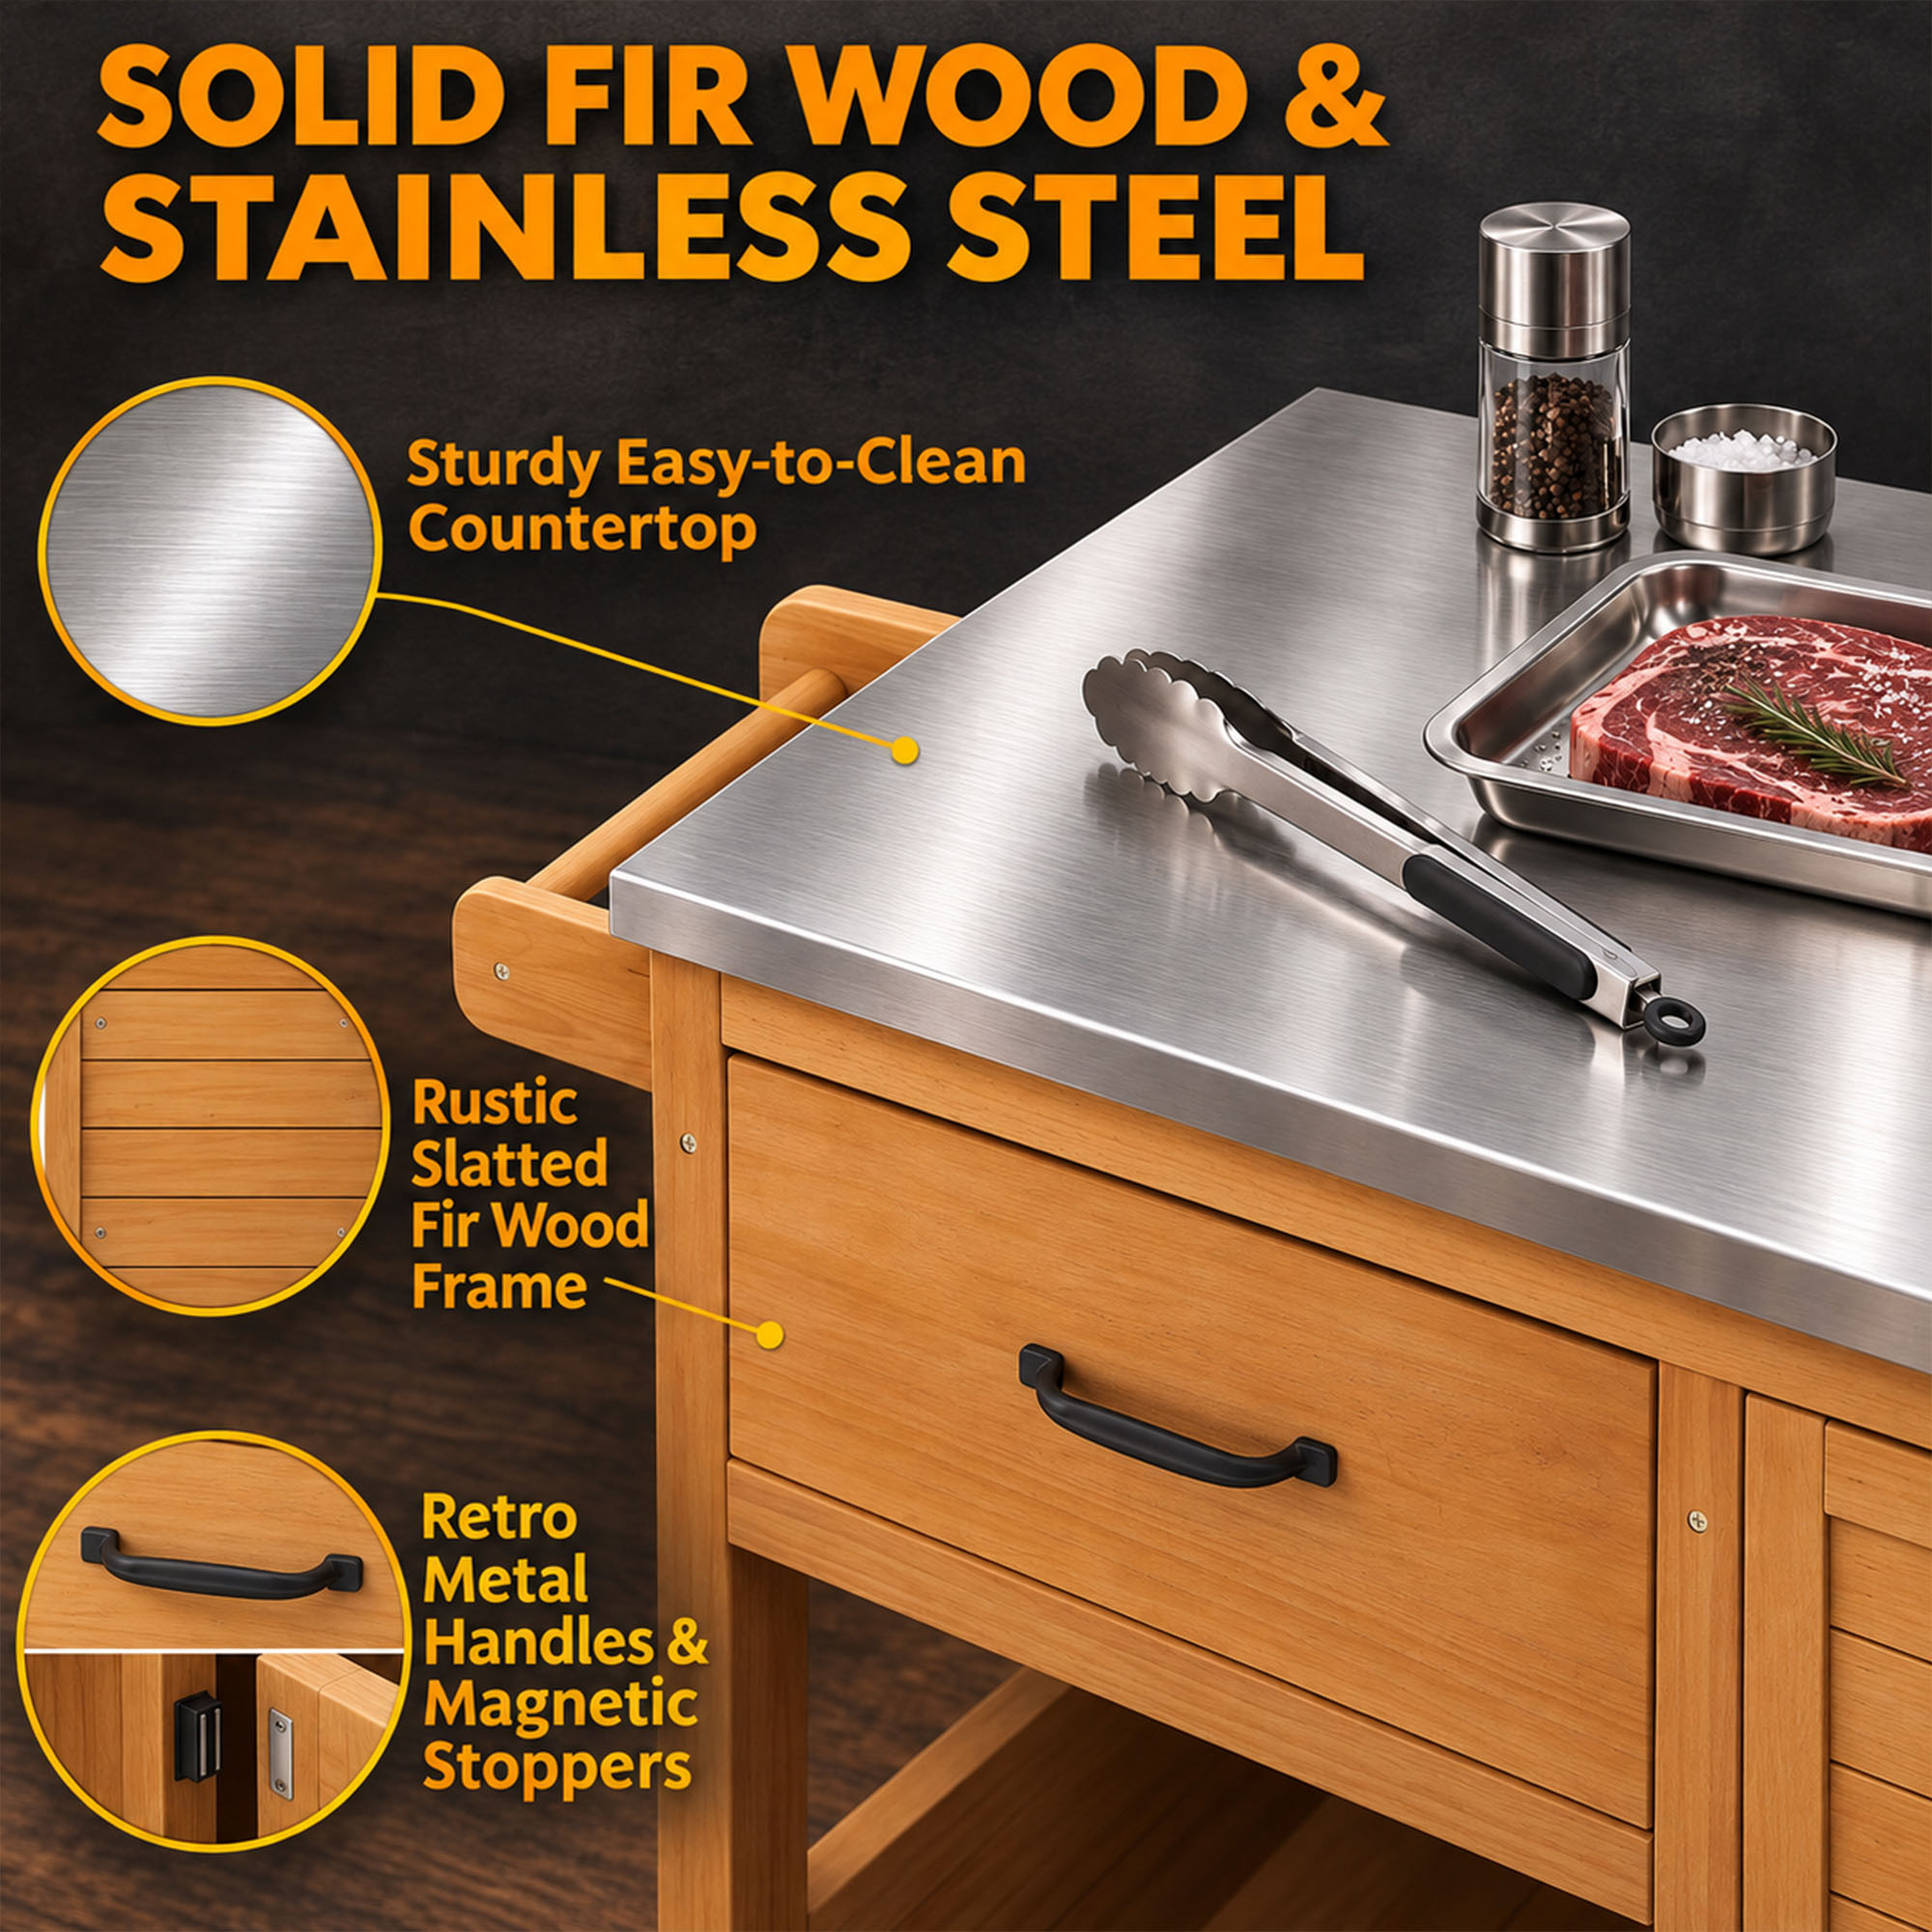 SOLID FIR WOOD &
STAINLESS STEEL
Sturdy Easy-to-Clean
Countertop
Rustic
Slatted
Fir Wood
Frame
Retro
Metal
Handles &
Magnetic
Stoppers